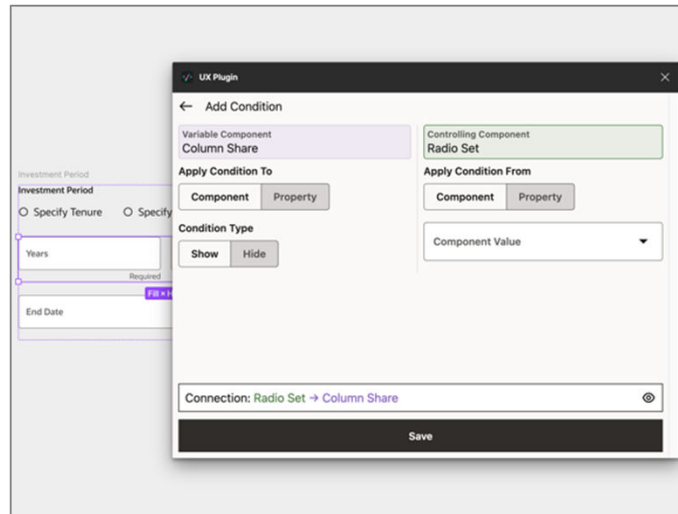 UX Plugin
Add Condition
Variable Component
Column Share
Controlling Component
Radio Set
Apply Condition To
Component Property
Apply Condition From
Component Property
Condition Type
Show Hide
Component Value
Connection: Radio Set → Column Share
Save
Investment Period
Investment Period
Specify Tenure Specify
Years
Required
Fill × H
End Date